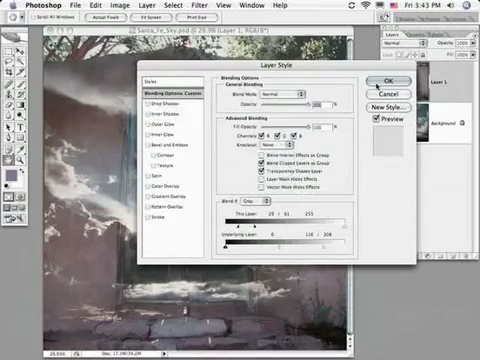 Photoshop File Edit Image Layer Select Filter View Window Help Fri 3:43 PM
Scroll All Windows Actual Pixels Fit Screen Print Size
Santa_Fe_Sky.psd @ 26.9% (Layer 1, RGB/8*)
Layer Style
Styles
Blending Options: Custom
Drop Shadow
Inner Shadow
Outer Glow
Inner Glow
Bevel and Emboss
Contour
Texture
Satin
Color Overlay
Gradient Overlay
Pattern Overlay
Stroke
Blending Options
General Blending
Blend Mode: Normal
Opacity: 100 %
Advanced Blending
Fill Opacity: 100 %
Channels: R G B
Knockout: None
Blend Interior Effects as Group
Blend Clipped Layers as Group
Transparency Shapes Layer
Layer Mask Hides Effects
Vector Mask Hides Effects
Blend If: Gray
This Layer: 29 / 61 255
Underlying Layer: 0 116 / 208
OK
Cancel
New Style...
Preview
Layers
Normal
Opacity: 100%
Layer 1
Background